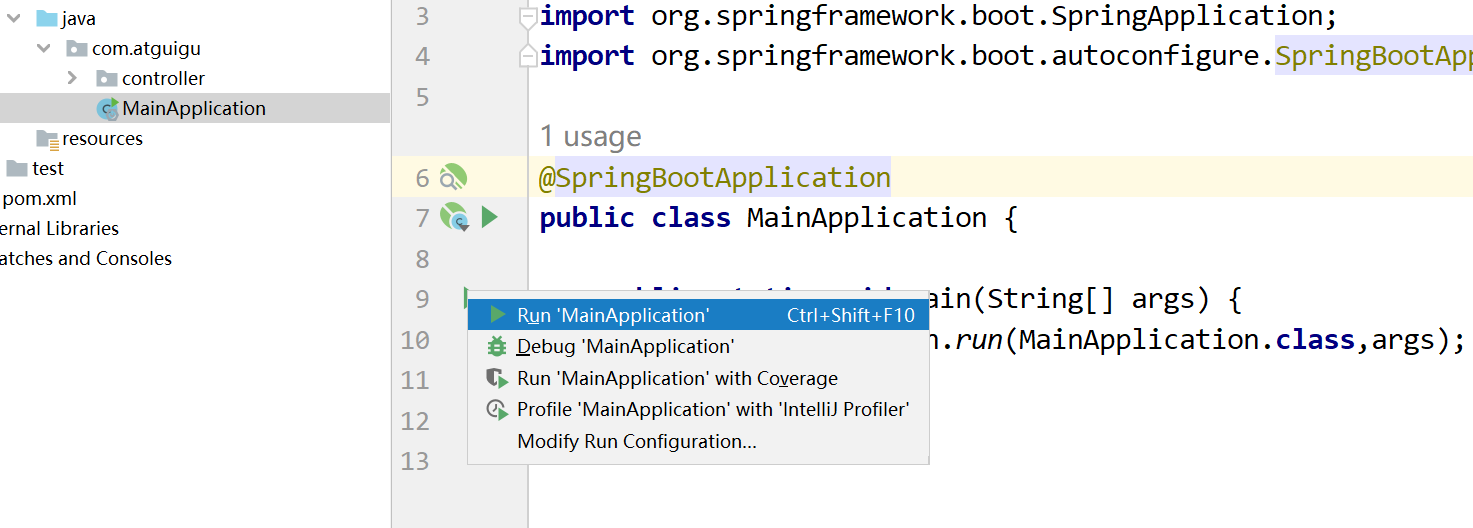 java
com.atguigu
controller
MainApplication
resources
test
pom.xml
ernal Libraries
atches and Consoles
3 import org.springframework.boot.SpringApplication;
4 import org.springframework.boot.autoconfigure.SpringBootAp
5
1 usage
6 @SpringBootApplication
7 public class MainApplication {
8
9 ain(String[] args) {
10 .run(MainApplication.class,args);
11
12
13
Run 'MainApplication' Ctrl+Shift+F10
Debug 'MainApplication'
Run 'MainApplication' with Coverage
Profile 'MainApplication' with 'IntelliJ Profiler'
Modify Run Configuration...